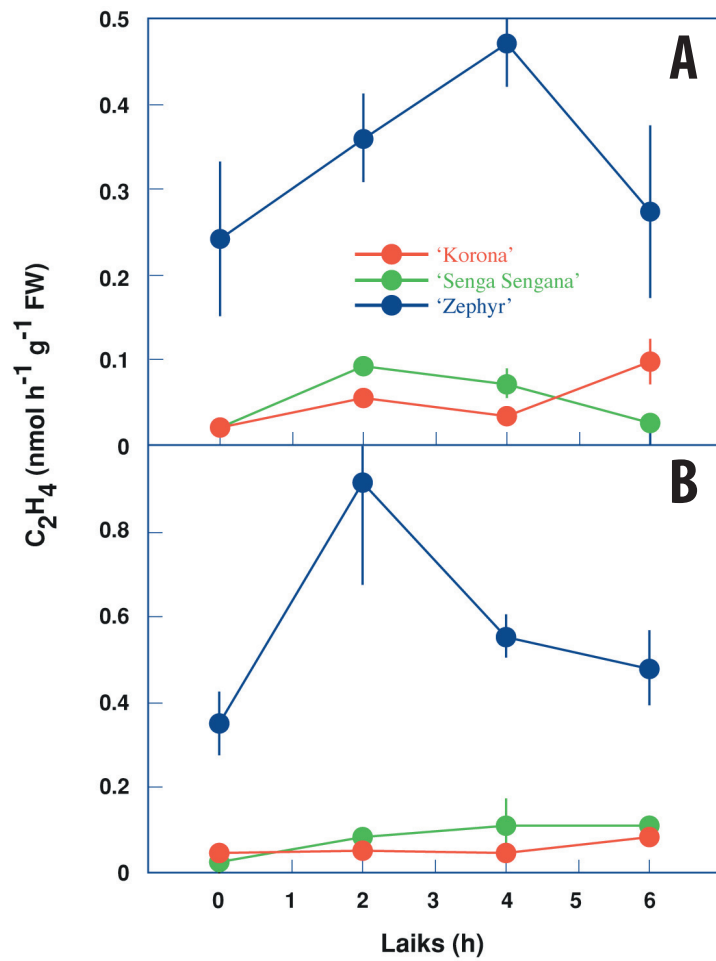 0.5
A
0.4
0.3
‘Korona’
‘Senga Sengana’
‘Zephyr’
0.2
0.1
0
C₂H₄ (nmol h⁻¹ g⁻¹ FW)
B
0.8
0.6
0.4
0.2
0
0 1 2 3 4 5 6
Laiks (h)